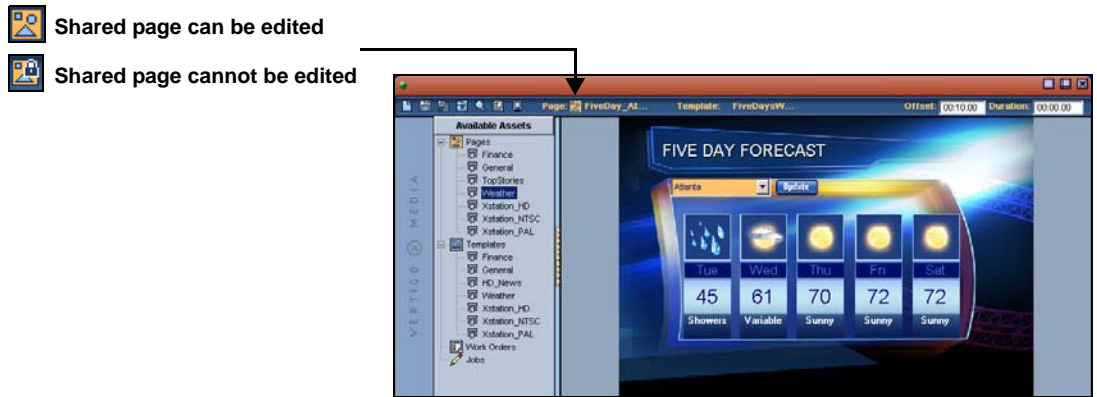 Shared page can be edited
Shared page cannot be edited
Page: FiveDay_At... Template: FiveDaysW... Offset: 00:10.00 Duration: 00:00.00
Available Assets
Pages
Finance
General
TopStories
Weather
Xstation_HD
Xstation_NTSC
Xstation_PAL
Templates
Finance
General
HD_News
Weather
Xstation_HD
Xstation_NTSC
Xstation_PAL
Work Orders
Jobs
VERTIGO X MEDIA
FIVE DAY FORECAST
Atlanta Update
Tue Wed Thu Fri Sat
45 61 70 72 72
Showers Variable Sunny Sunny Sunny